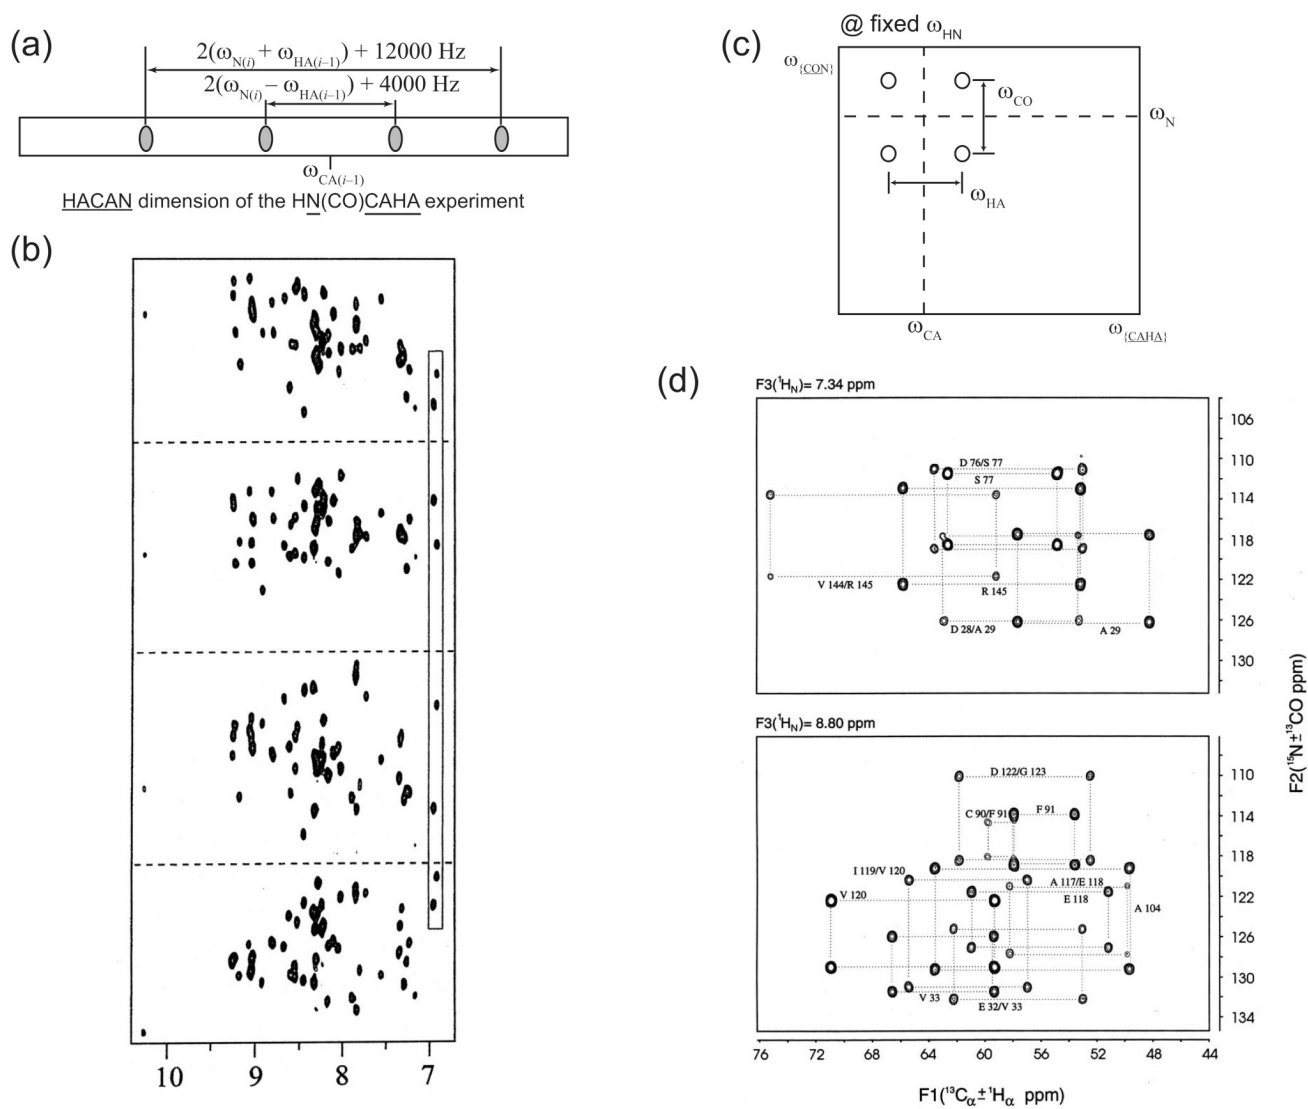 (a)
2(ωN(i) + ωHA(i–1)) + 12000 Hz
2(ωN(i) – ωHA(i–1)) + 4000 Hz
ωCA(i–1)
HACAN dimension of the HN(CO)CAHA experiment
(b)
10 9 8 7
(c)
@ fixed ωHN
ω{CON}
ωCO
ωN
ωHA
ωCA
ω{CAHA}
(d)
F3(¹HN)= 7.34 ppm
106
110
114
118
122
126
130
D 76/S 77
S 77
V 144/R 145
R 145
D 28/A 29
A 29
F3(¹HN)= 8.80 ppm
110
114
118
122
126
130
134
D 122/G 123
C 90/F 91
F 91
I 119/V 120
A 117/E 118
V 120
E 118
A 104
V 33
E 32/V 33
76 72 68 64 60 56 52 48 44
F1(¹³Cα±¹Hα ppm)
F2(¹⁵N±¹³CO ppm)